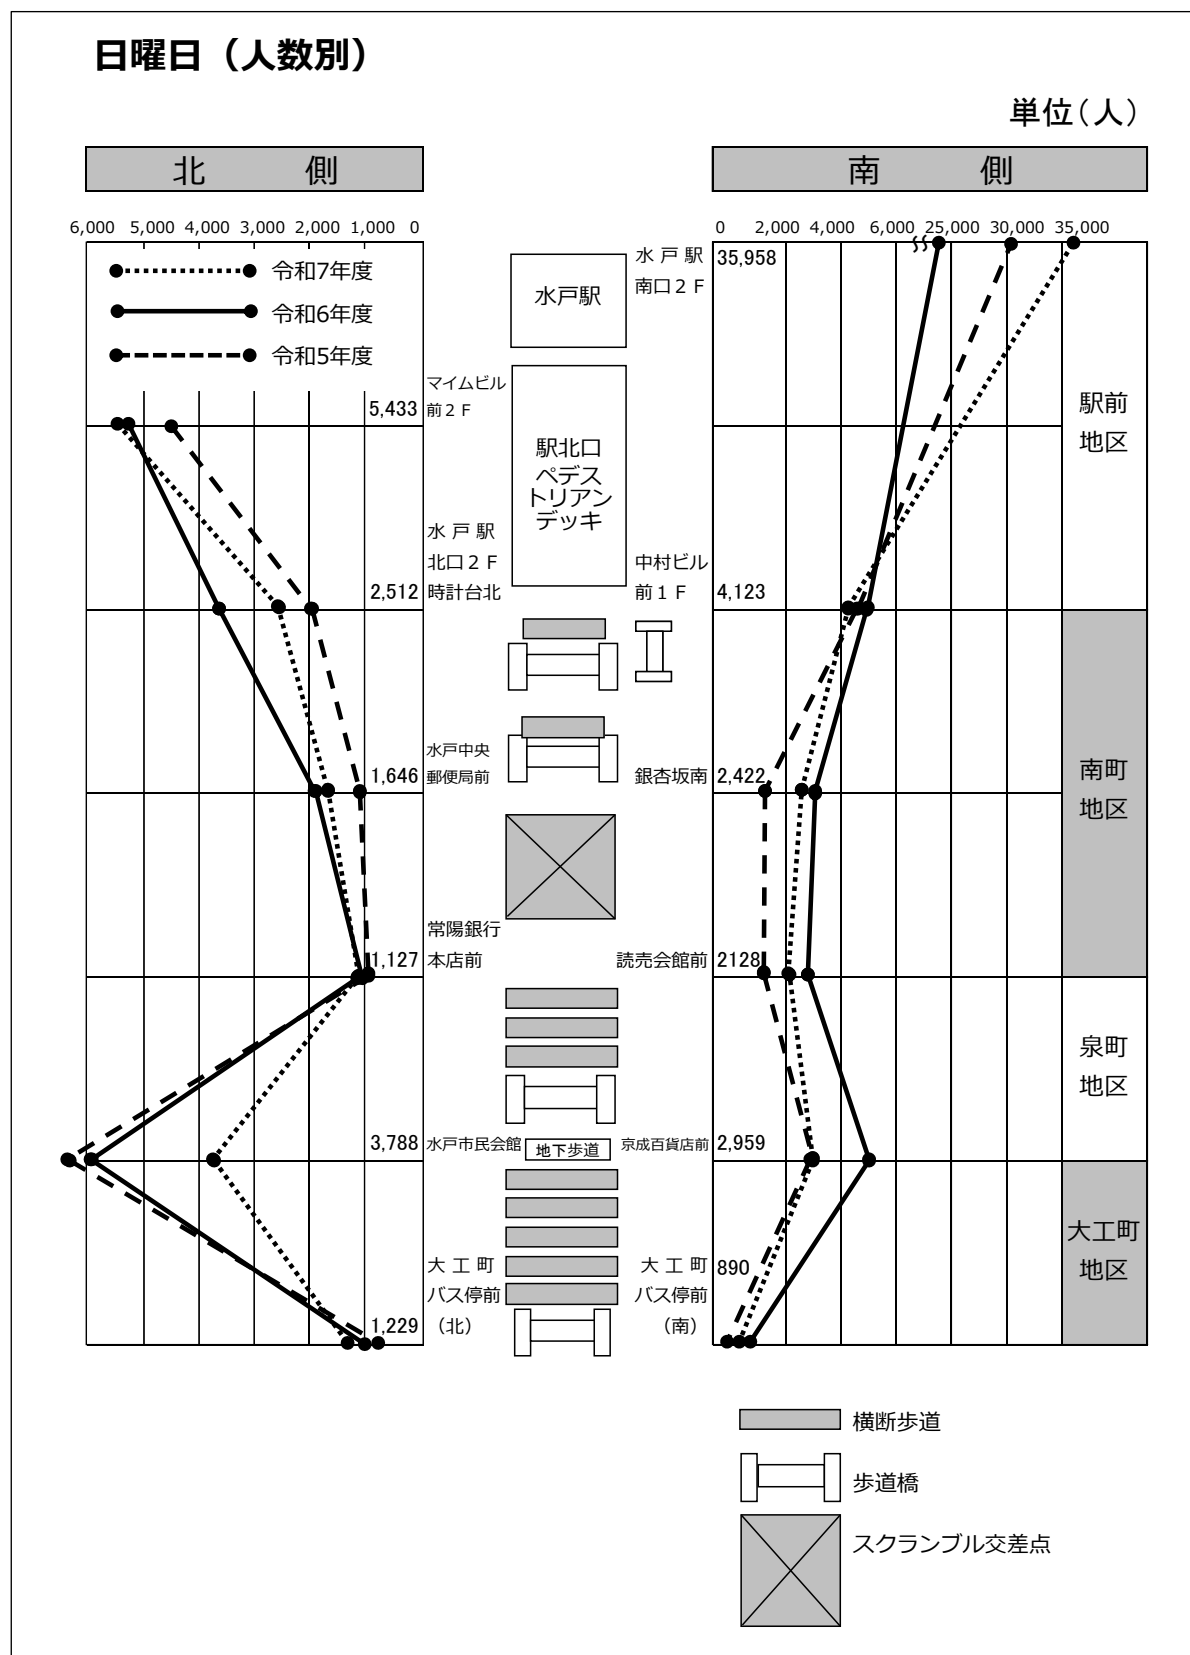 日曜日（人数別）
単位（人）
北　側
南　側
6,000 5,000 4,000 3,000 2,000 1,000 0
0 2,000 4,000 6,000 25,000 30,000 35,000
令和7年度
令和6年度
令和5年度
水戸駅
水戸駅
南口２Ｆ
35,958
マイムビル
前２Ｆ
5,433
駅北口
ペデス
トリアン
デッキ
駅前
地区
水戸駅
北口２Ｆ
時計台北
2,512
中村ビル
前１Ｆ
4,123
水戸中央
郵便局前
1,646
銀杏坂南
2,422
南町
地区
常陽銀行
本店前
1,127
読売会館前
2128
泉町
地区
3,788
水戸市民会館
地下歩道
京成百貨店前
2,959
大工町
地区
大工町
バス停前
（北）
1,229
大工町
バス停前
（南）
890
横断歩道
歩道橋
スクランブル交差点